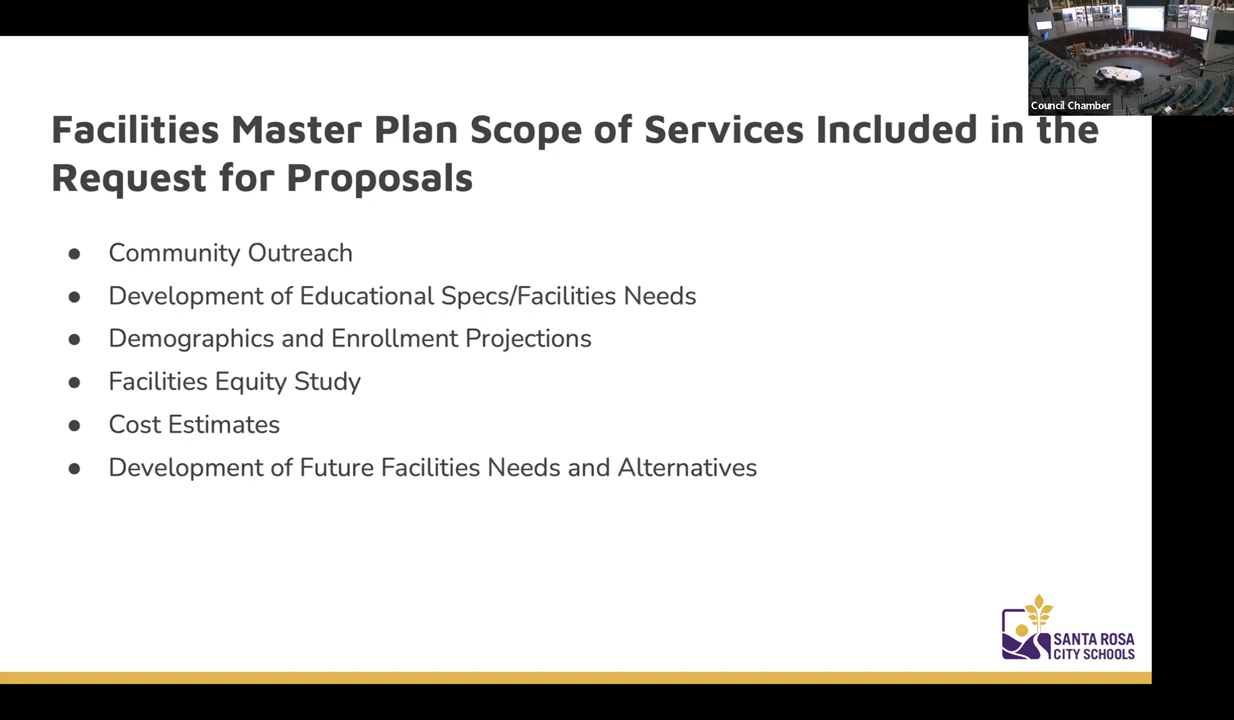 Council Chamber
Facilities Master Plan Scope of Services Included in the
Request for Proposals
● Community Outreach
● Development of Educational Specs/Facilities Needs
● Demographics and Enrollment Projections
● Facilities Equity Study
● Cost Estimates
● Development of Future Facilities Needs and Alternatives
SANTA ROSA
CITY SCHOOLS